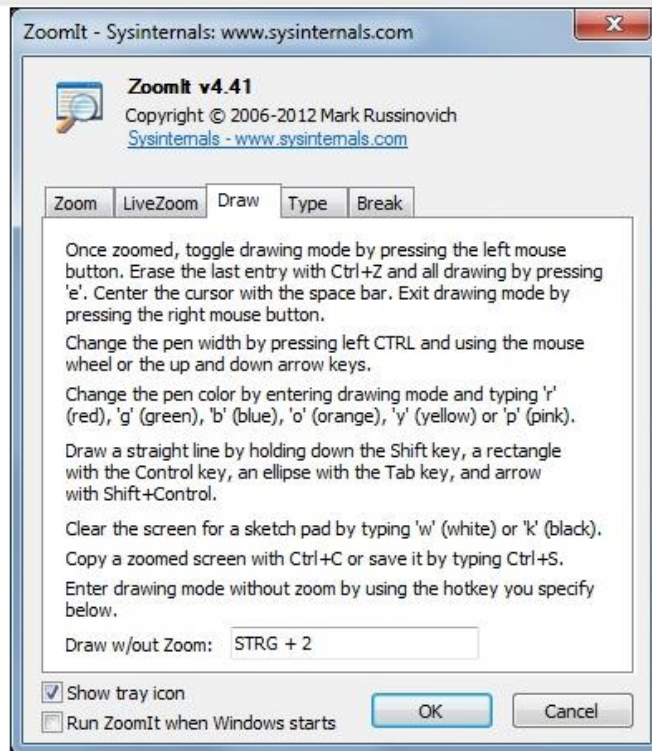 ZoomIt - Sysinternals: www.sysinternals.com
ZoomIt v4.41
Copyright © 2006-2012 Mark Russinovich
Sysinternals - www.sysinternals.com
Zoom LiveZoom Draw Type Break
Once zoomed, toggle drawing mode by pressing the left mouse
button. Erase the last entry with Ctrl+Z and all drawing by pressing
'e'. Center the cursor with the space bar. Exit drawing mode by
pressing the right mouse button.
Change the pen width by pressing left CTRL and using the mouse
wheel or the up and down arrow keys.
Change the pen color by entering drawing mode and typing 'r'
(red), 'g' (green), 'b' (blue), 'o' (orange), 'y' (yellow) or 'p' (pink).
Draw a straight line by holding down the Shift key, a rectangle
with the Control key, an ellipse with the Tab key, and arrow
with Shift+Control.
Clear the screen for a sketch pad by typing 'w' (white) or 'k' (black).
Copy a zoomed screen with Ctrl+C or save it by typing Ctrl+S.
Enter drawing mode without zoom by using the hotkey you specify
below.
Draw w/out Zoom: STRG + 2
Show tray icon
Run ZoomIt when Windows starts
OK Cancel